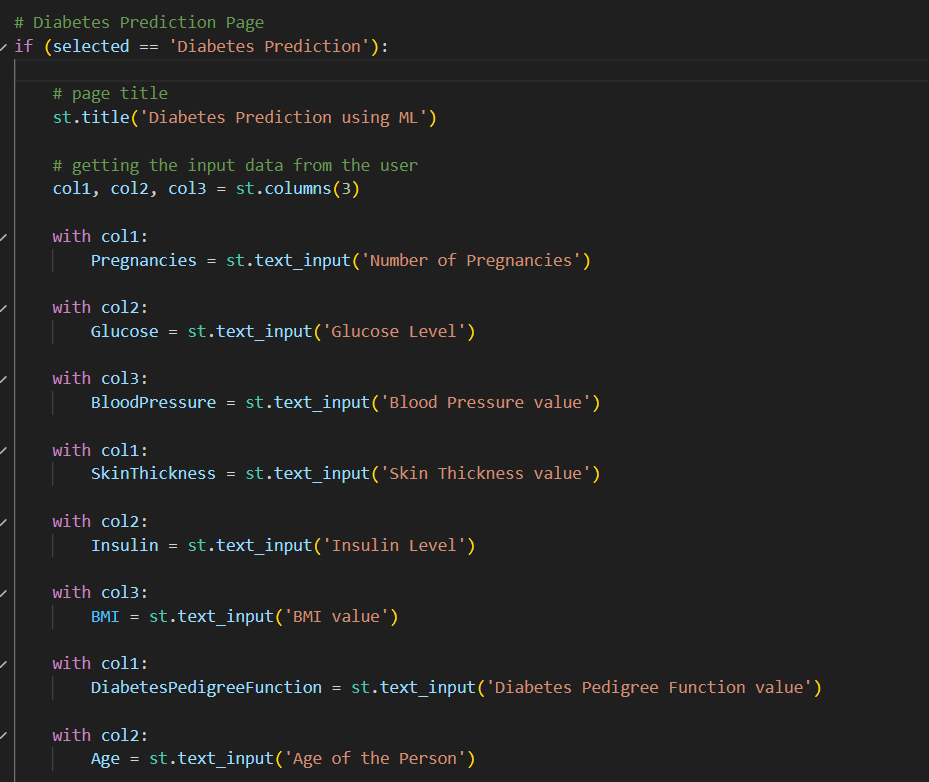 # Diabetes Prediction Page
if (selected == 'Diabetes Prediction'):
# page title
st.title('Diabetes Prediction using ML')
# getting the input data from the user
col1, col2, col3 = st.columns(3)
with col1:
Pregnancies = st.text_input('Number of Pregnancies')
with col2:
Glucose = st.text_input('Glucose Level')
with col3:
BloodPressure = st.text_input('Blood Pressure value')
with col1:
SkinThickness = st.text_input('Skin Thickness value')
with col2:
Insulin = st.text_input('Insulin Level')
with col3:
BMI = st.text_input('BMI value')
with col1:
DiabetesPedigreeFunction = st.text_input('Diabetes Pedigree Function value')
with col2:
Age = st.text_input('Age of the Person')